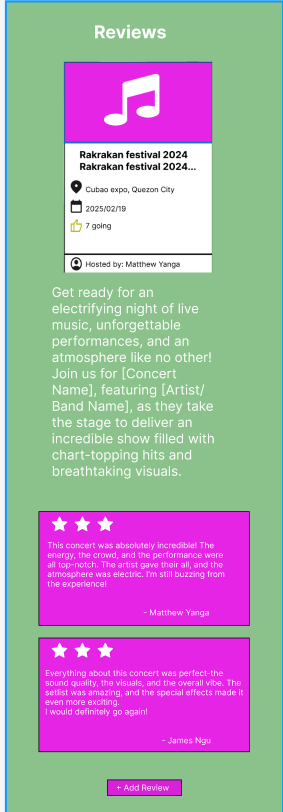 Reviews
Rakrakan festival 2024
Rakrakan festival 2024...
Cubao expo, Quezon City
2025/02/19
7 going
Hosted by: Matthew Yanga
Get ready for an
electrifying night of live
music, unforgettable
performances, and an
atmosphere like no other!
Join us for [Concert
Name], featuring [Artist/
Band Name], as they take
the stage to deliver an
incredible show filled with
chart-topping hits and
breathtaking visuals.
This concert was absolutely incredible! The
energy, the crowd, and the performance were
all top-notch. The artist gave their all, and the
atmosphere was electric. I'm still buzzing from
the experience!
- Matthew Yanga
Everything about this concert was perfect-the
sound quality, the visuals, and the overall vibe. The
setlist was amazing, and the special effects made it
even more exciting.
I would definitely go again!
- James Ngu
+ Add Review